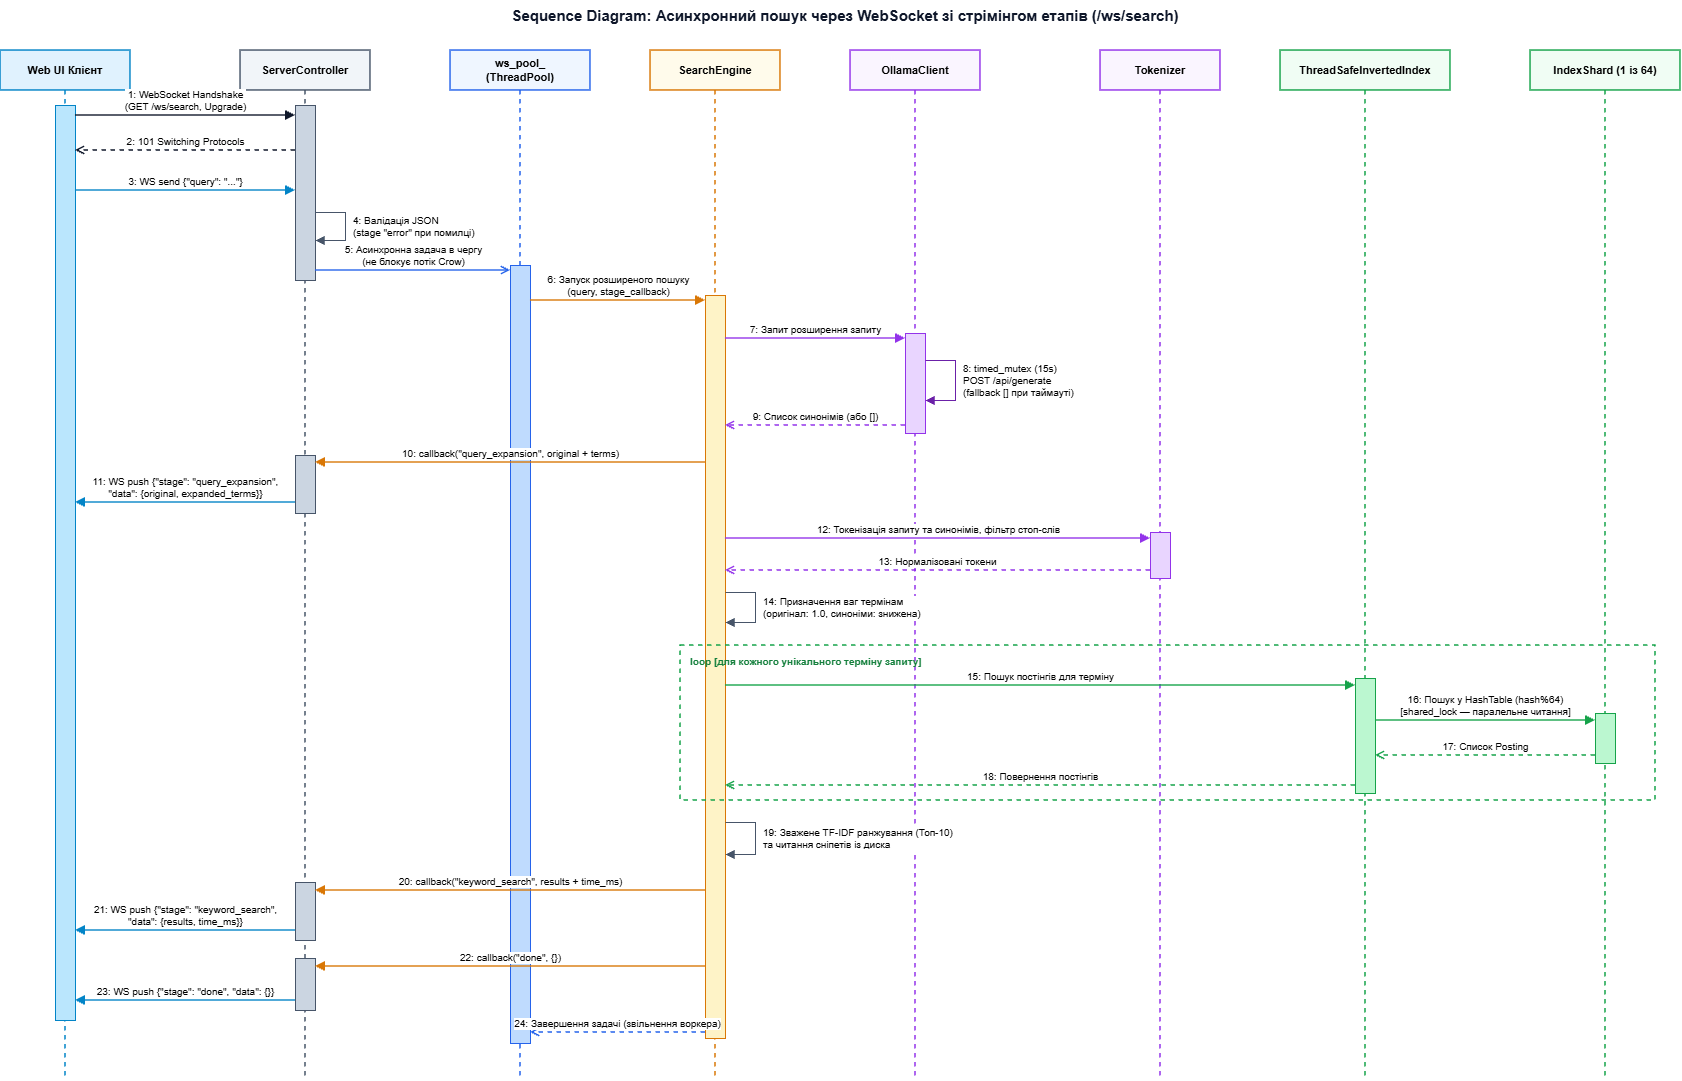 Sequence Diagram: Асинхронний пошук через WebSocket зі стрімінгом етапів (/ws/search)
Web UI Клієнт
ServerController
ws_pool_
(ThreadPool)
SearchEngine
OllamaClient
Tokenizer
ThreadSafeInvertedIndex
IndexShard (1 із 64)
1: WebSocket Handshake
(GET /ws/search, Upgrade)
2: 101 Switching Protocols
3: WS send {"query": "..."}
4: Валідація JSON
(stage "error" при помилці)
5: Асинхронна задача в чергу
(не блокує потік Crow)
6: Запуск розширеного пошуку
(query, stage_callback)
7: Запит розширення запиту
8: timed_mutex (15s)
POST /api/generate
(fallback [] при таймауті)
9: Список синонімів (або [])
10: callback("query_expansion", original + terms)
11: WS push {"stage": "query_expansion",
"data": {original, expanded_terms}}
12: Токенізація запиту та синонімів, фільтр стоп-слів
13: Нормалізовані токени
14: Призначення ваг термінам
(оригінал: 1.0, синоніми: знижена)
loop [для кожного унікального терміну запиту]
15: Пошук постінгів для терміну
16: Пошук у HashTable (hash%64)
[shared_lock — паралельне читання]
17: Список Posting
18: Повернення постінгів
19: Зважене TF-IDF ранжування (Топ-10)
та читання сніпетів із диска
20: callback("keyword_search", results + time_ms)
21: WS push {"stage": "keyword_search",
"data": {results, time_ms}}
22: callback("done", {})
23: WS push {"stage": "done", "data": {}}
24: Завершення задачі (звільнення воркера)